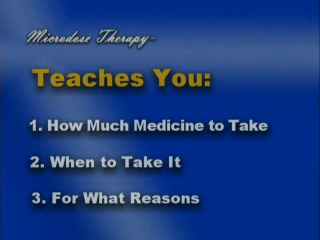 Microdose Therapy~
Teaches You:
1. How Much Medicine to Take
2. When to Take It
3. For What Reasons